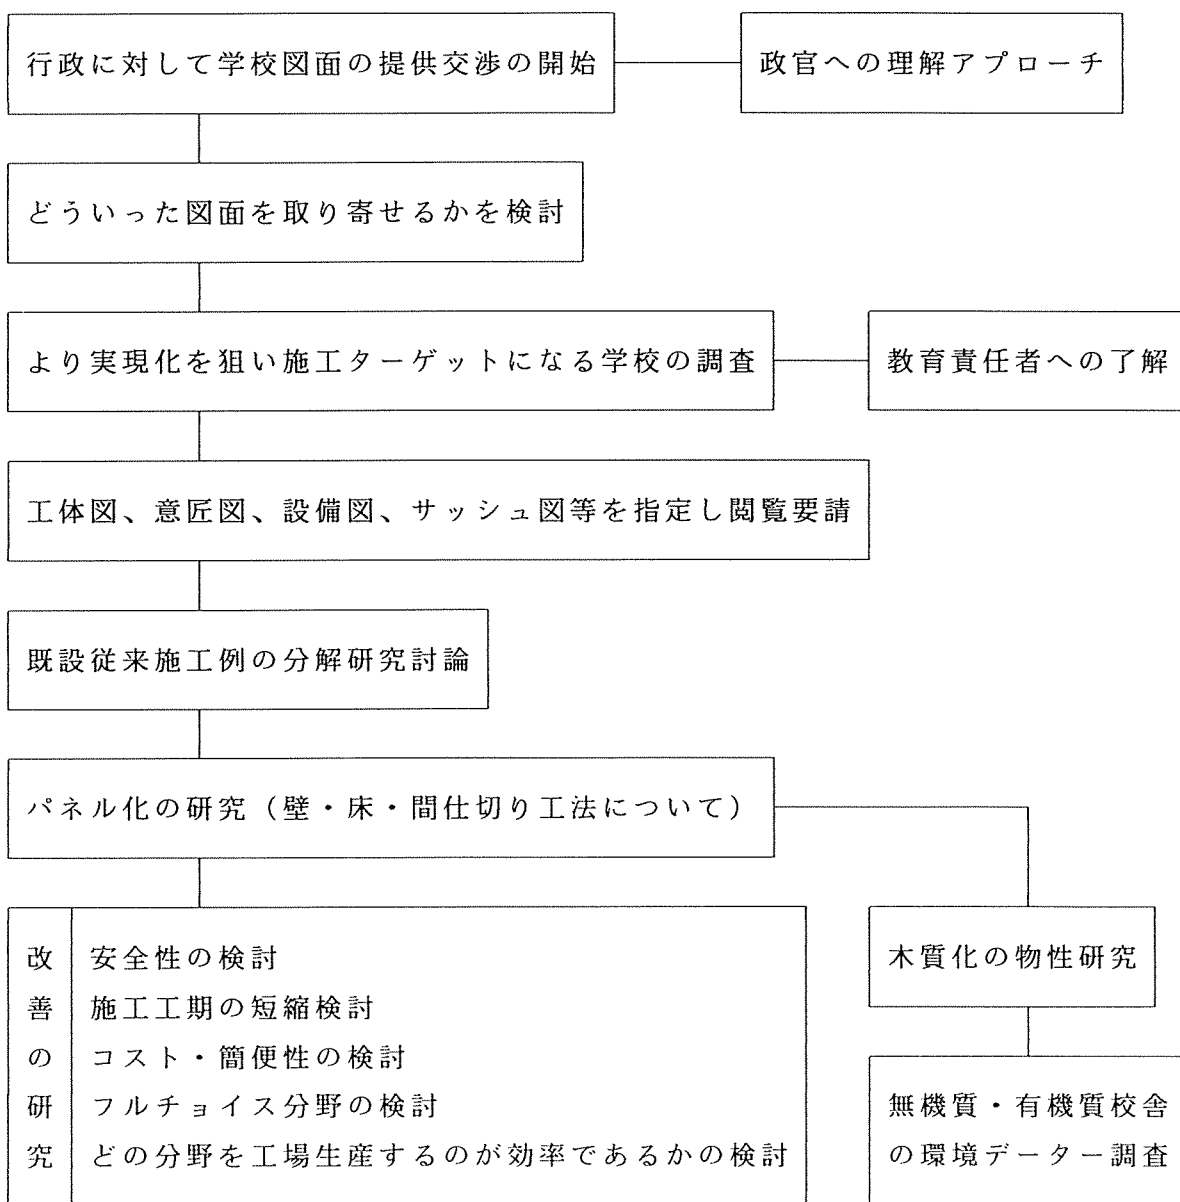 行政に対して学校図面の提供交渉の開始
政官への理解アプローチ
どういった図面を取り寄せるかを検討
より実現化を狙い施工ターゲットになる学校の調査
教育責任者への了解
工体図、意匠図、設備図、サッシュ図等を指定し閲覧要請
既設従来施工例の分解研究討論
パネル化の研究（壁・床・間仕切り工法について）
改善の研究
安全性の検討
施工工期の短縮検討
コスト・簡便性の検討
フルチョイス分野の検討
どの分野を工場生産するのが効率であるかの検討
木質化の物性研究
無機質・有機質校舎
の環境データー調査